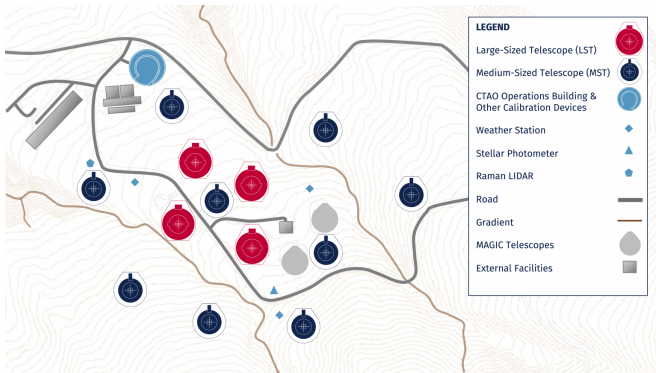 LEGEND
Large-Sized Telescope (LST)
Medium-Sized Telescope (MST)
CTAO Operations Building &
Other Calibration Devices
Weather Station
Stellar Photometer
Raman LIDAR
Road
Gradient
MAGIC Telescopes
External Facilities